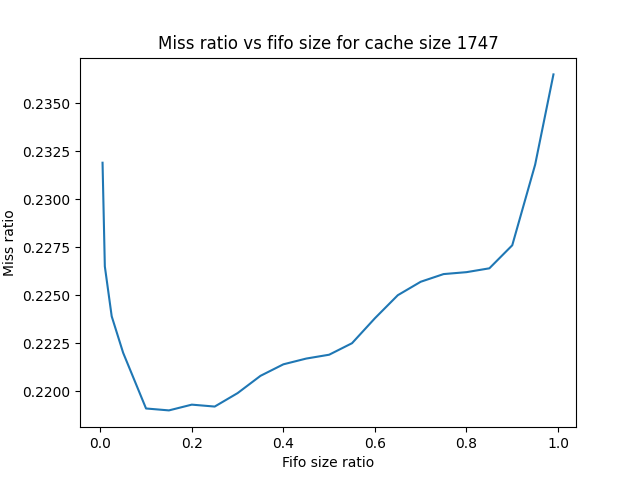 Miss ratio vs fifo size for cache size 1747
Miss ratio
0.2350
0.2325
0.2300
0.2275
0.2250
0.2225
0.2200
0.0 0.2 0.4 0.6 0.8 1.0
Fifo size ratio